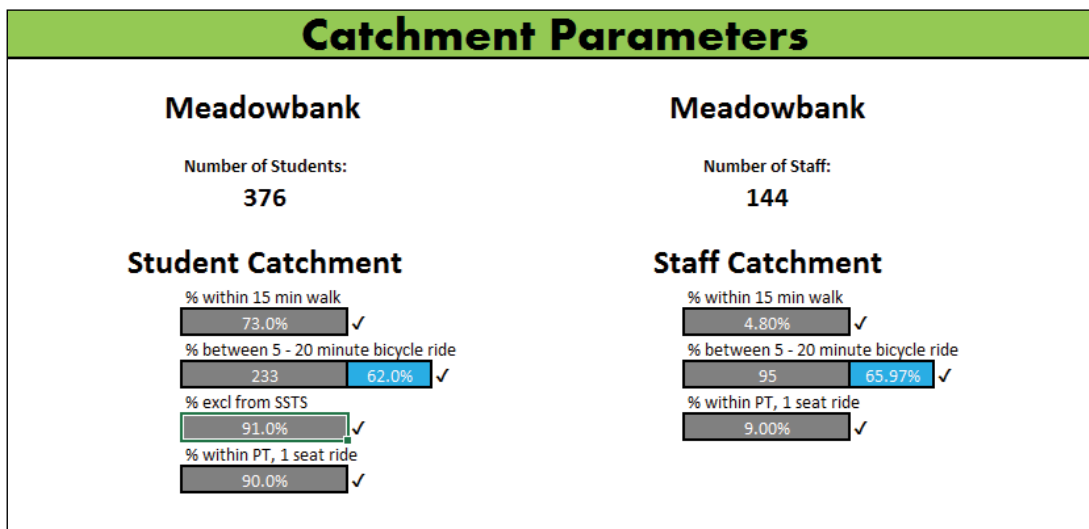 Catchment Parameters
Meadowbank
Number of Students:
376
Student Catchment
% within 15 min walk
73.0% ✓
% between 5 - 20 minute bicycle ride
233 62.0% ✓
% excl from SSTS
91.0% ✓
% within PT, 1 seat ride
90.0% ✓
Meadowbank
Number of Staff:
144
Staff Catchment
% within 15 min walk
4.80% ✓
% between 5 - 20 minute bicycle ride
95 65.97% ✓
% within PT, 1 seat ride
9.00% ✓